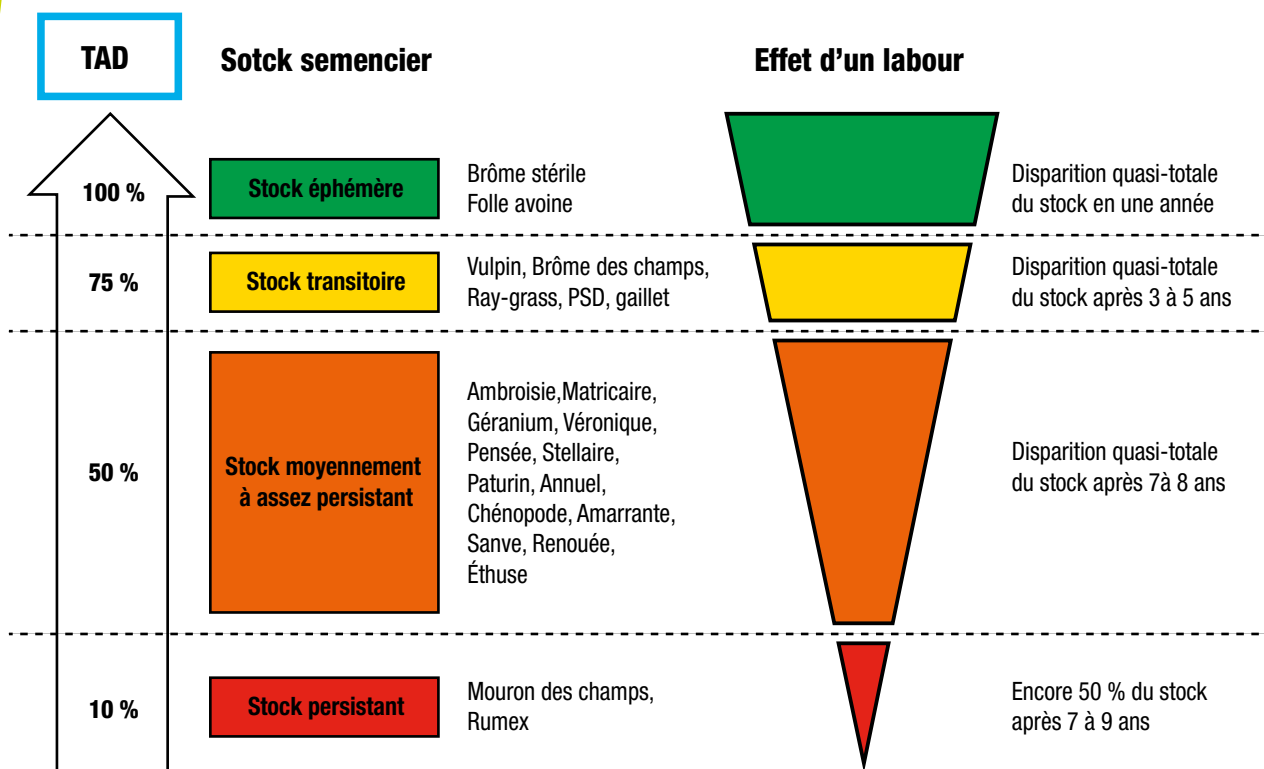 TAD
Sotck semencier
Effet d’un labour
100 %
Stock éphémère
Brôme stérile
Folle avoine
Disparition quasi-totale
du stock en une année
75 %
Stock transitoire
Vulpin, Brôme des champs,
Ray-grass, PSD, gaillet
Disparition quasi-totale
du stock après 3 à 5 ans
50 %
Stock moyennement
à assez persistant
Ambroisie,Matricaire,
Géranium, Véronique,
Pensée, Stellaire,
Paturin, Annuel,
Chénopode, Amarrante,
Sanve, Renouée,
Éthuse
Disparition quasi-totale
du stock après 7à 8 ans
10 %
Stock persistant
Mouron des champs,
Rumex
Encore 50 % du stock
après 7 à 9 ans